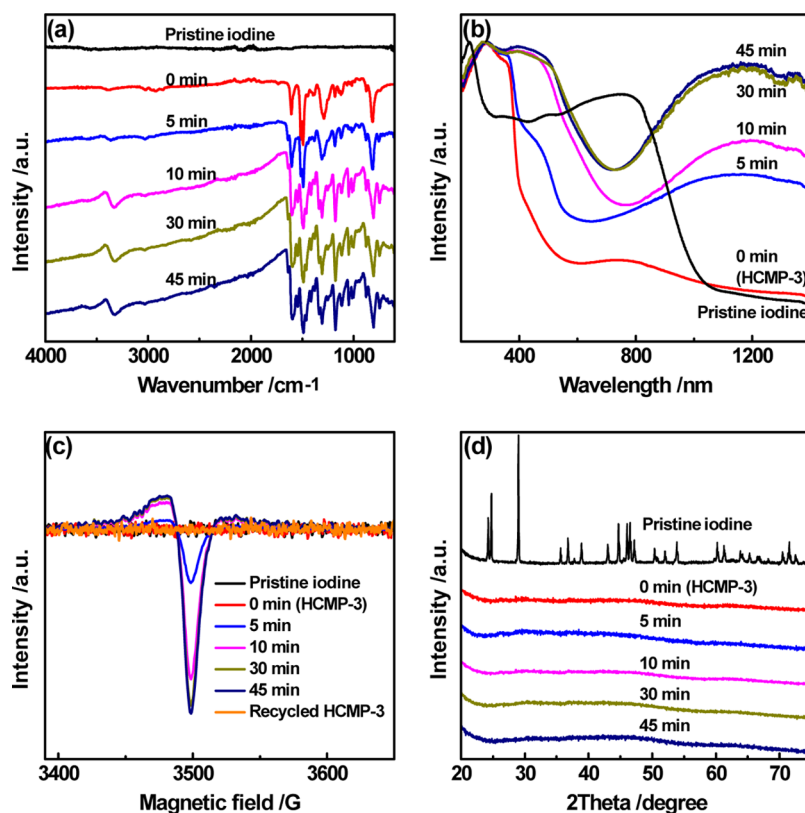 (a)
Pristine iodine
0 min
5 min
10 min
30 min
45 min
Intensity /a.u.
4000 3000 2000 1000
Wavenumber /cm-1
(b)
45 min
30 min
10 min
5 min
0 min
(HCMP-3)
Pristine iodine
Intensity /a.u.
400 800 1200
Wavelength /nm
(c)
Pristine iodine
0 min (HCMP-3)
5 min
10 min
30 min
45 min
Recycled HCMP-3
Intensity /a.u.
3400 3500 3600
Magnetic field /G
(d)
Pristine iodine
0 min (HCMP-3)
5 min
10 min
30 min
45 min
Intensity /a.u.
20 30 40 50 60 70
2Theta /degree